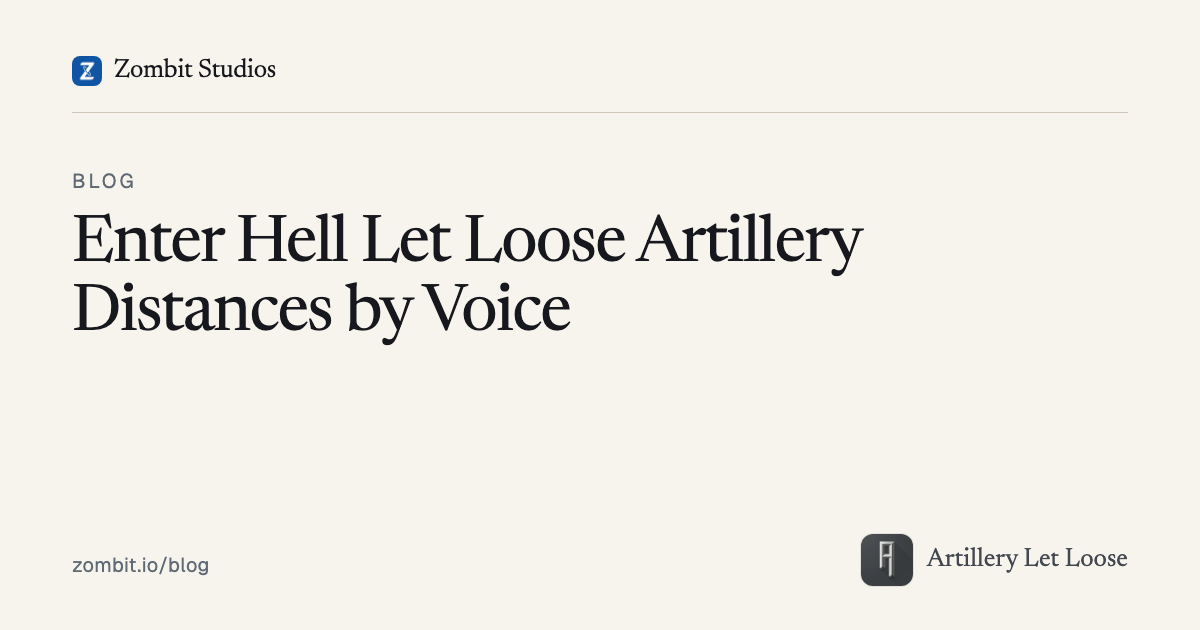 Zombit Studios
BLOG
Enter Hell Let Loose Artillery
Distances by Voice
zombit.io/blog
Artillery Let Loose